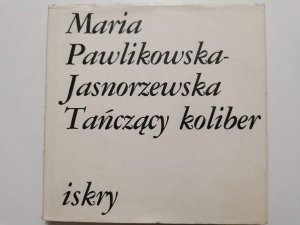 Maria
Pawlikowska-
Jasnorzewska
Tańczący koliber
iskry